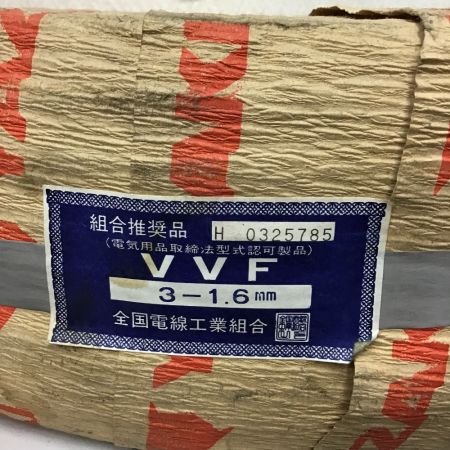 組合推奨品 H 0325785
(電気用品取締法型式認可製品)
VVF
3-1.6mm
全国電線工業組合